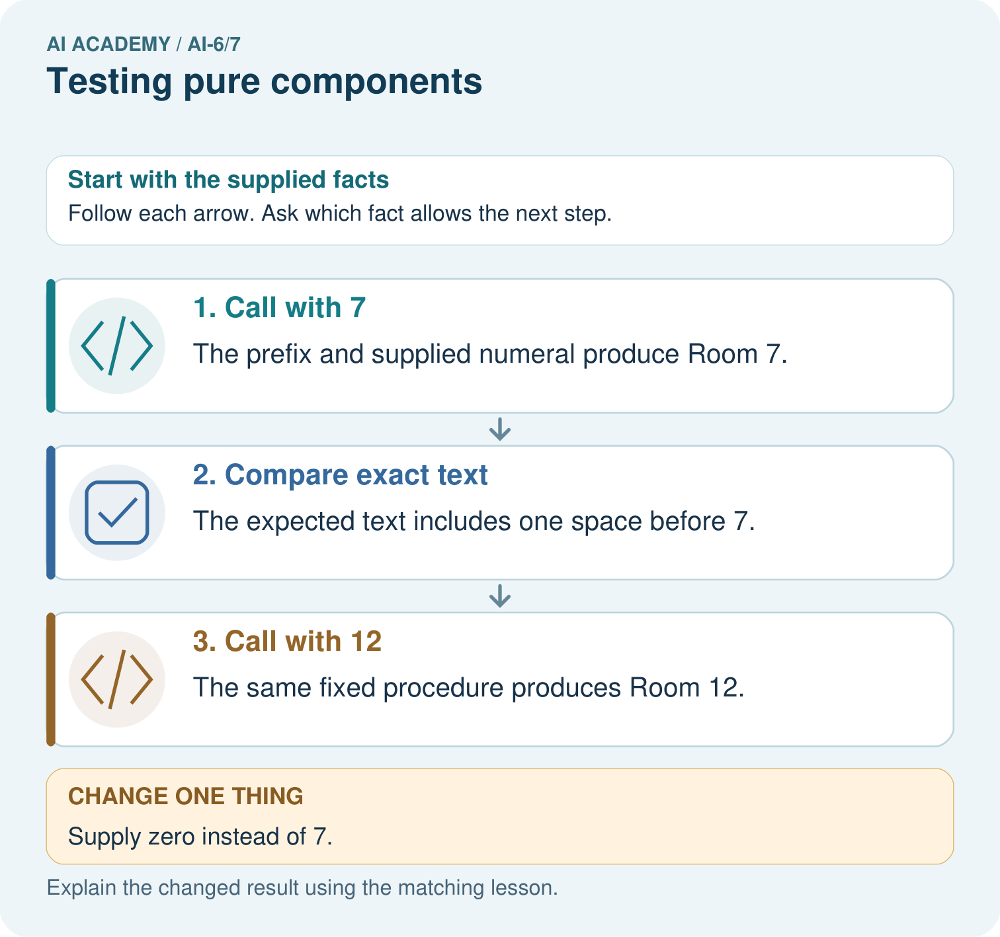 AI ACADEMY / AI-6/7
Testing pure components
Start with the supplied facts
Follow each arrow. Ask which fact allows the next step.
1. Call with 7
The prefix and supplied numeral produce Room 7.
2. Compare exact text
The expected text includes one space before 7.
3. Call with 12
The same fixed procedure produces Room 12.
CHANGE ONE THING
Supply zero instead of 7.
Explain the changed result using the matching lesson.